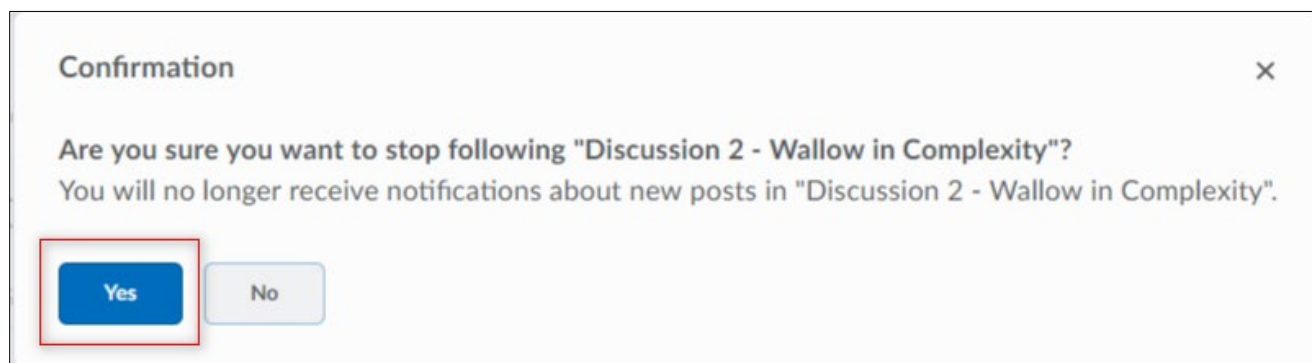 Confirmation
Are you sure you want to stop following "Discussion 2 - Wallow in Complexity"?
You will no longer receive notifications about new posts in "Discussion 2 - Wallow in Complexity".
Yes No